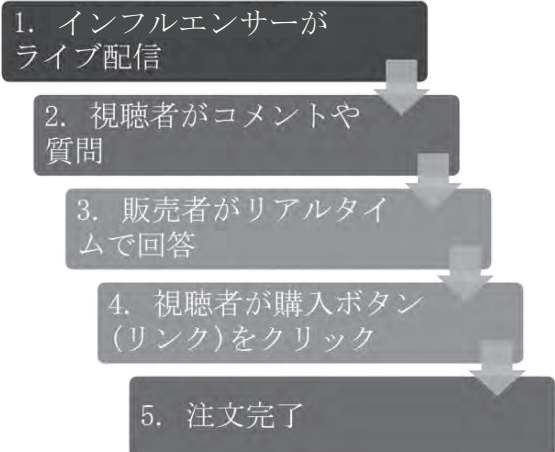 1. インフルエンサーが
ライブ配信
2. 視聴者がコメントや
質問
3. 販売者がリアルタイ
ムで回答
4. 視聴者が購入ボタン
(リンク)をクリック
5. 注文完了